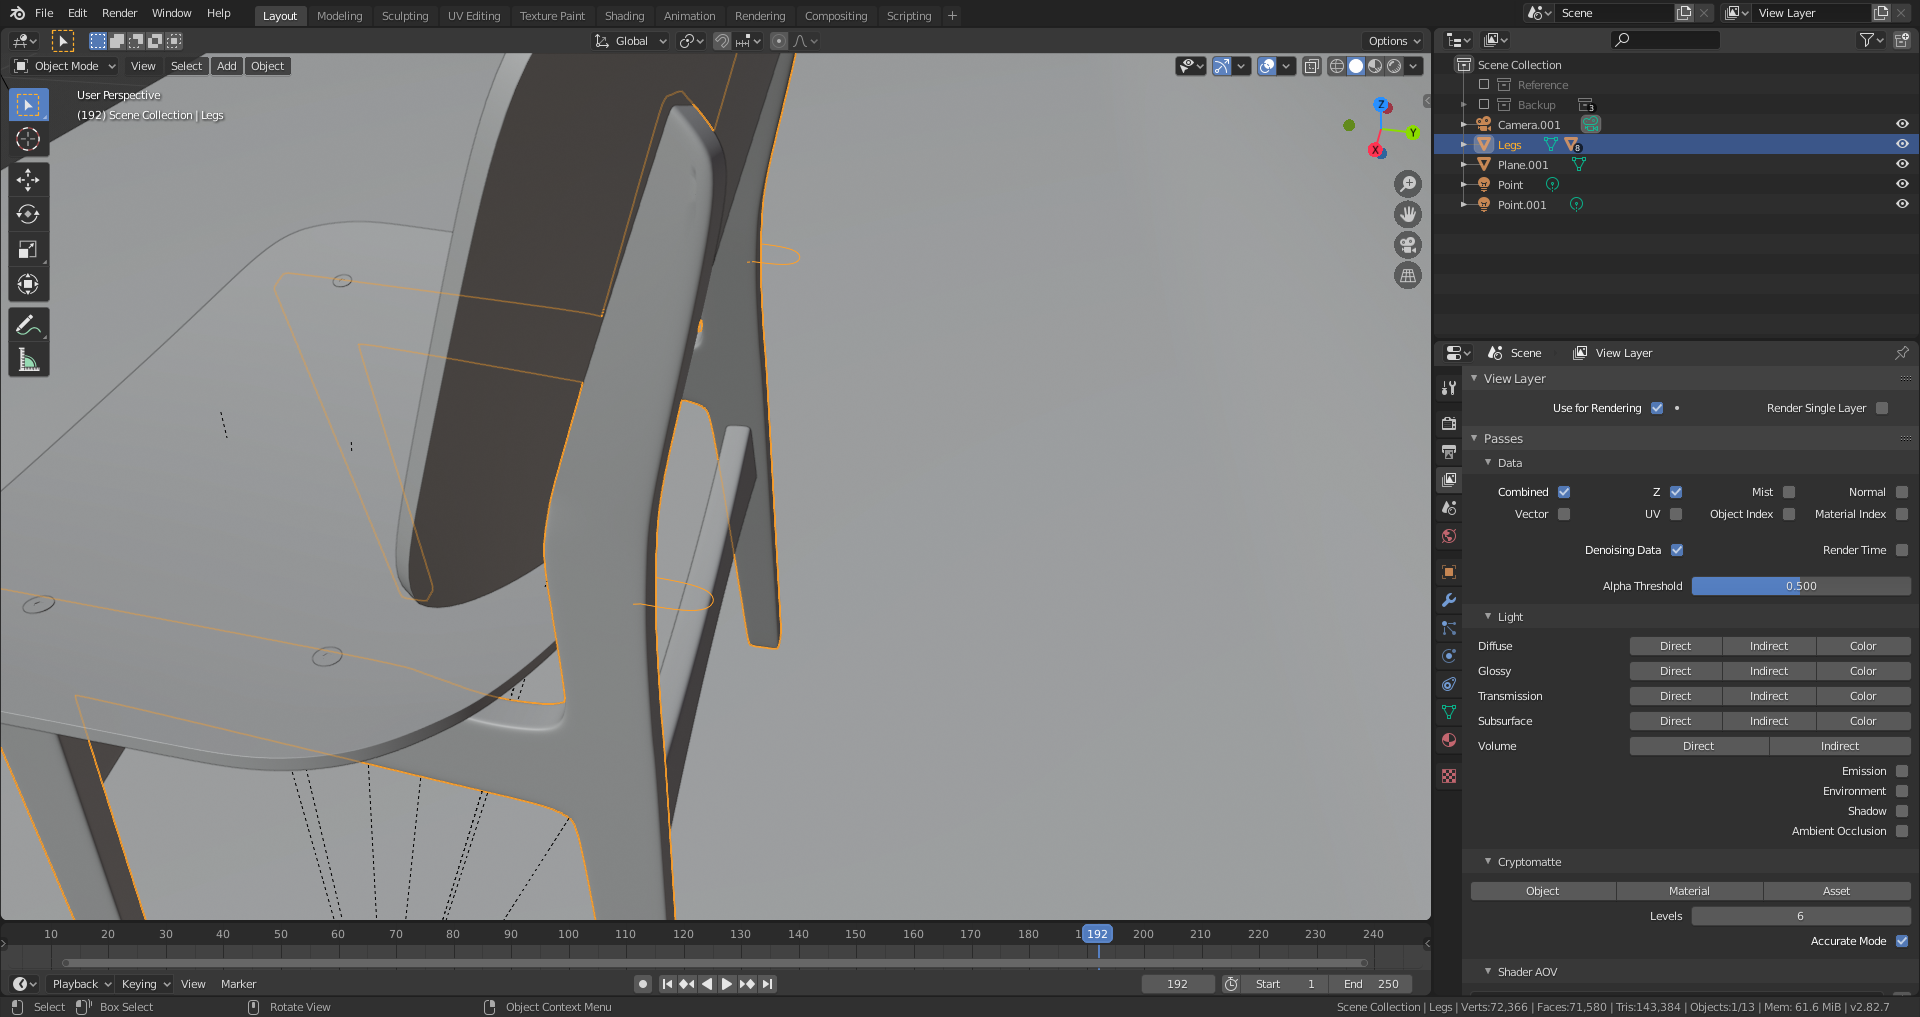 File Edit Render Window Help Layout Modeling Sculpting UV Editing Texture Paint Shading Animation Rendering Compositing Scripting + Scene View Layer
Global Options
Object Mode View Select Add Object
User Perspective
(192) Scene Collection | Legs
Z
Y
X
Scene Collection
Reference
Backup 3
Camera.001
Legs 8
Plane.001
Point
Point.001
Scene View Layer
View Layer
Use for Rendering Render Single Layer
Passes
Data
Combined Z Mist Normal
Vector UV Object Index Material Index
Denoising Data Render Time
Alpha Threshold 0.500
Light
Diffuse Direct Indirect Color
Glossy Direct Indirect Color
Transmission Direct Indirect Color
Subsurface Direct Indirect Color
Volume Direct Indirect
Emission
Environment
Shadow
Ambient Occlusion
Cryptomatte
Object Material Asset
Levels 6
Accurate Mode
Shader AOV
10 20 30 40 50 60 70 80 90 100 110 120 130 140 150 160 170 180 192 200 210 220 230 240
Playback Keying View Marker 192 Start 1 End 250
Select Box Select Rotate View Object Context Menu Scene Collection | Legs | Verts:72,366 | Faces:71,580 | Tris:143,384 | Objects:1/13 | Mem: 61.6 MiB | v2.82.7